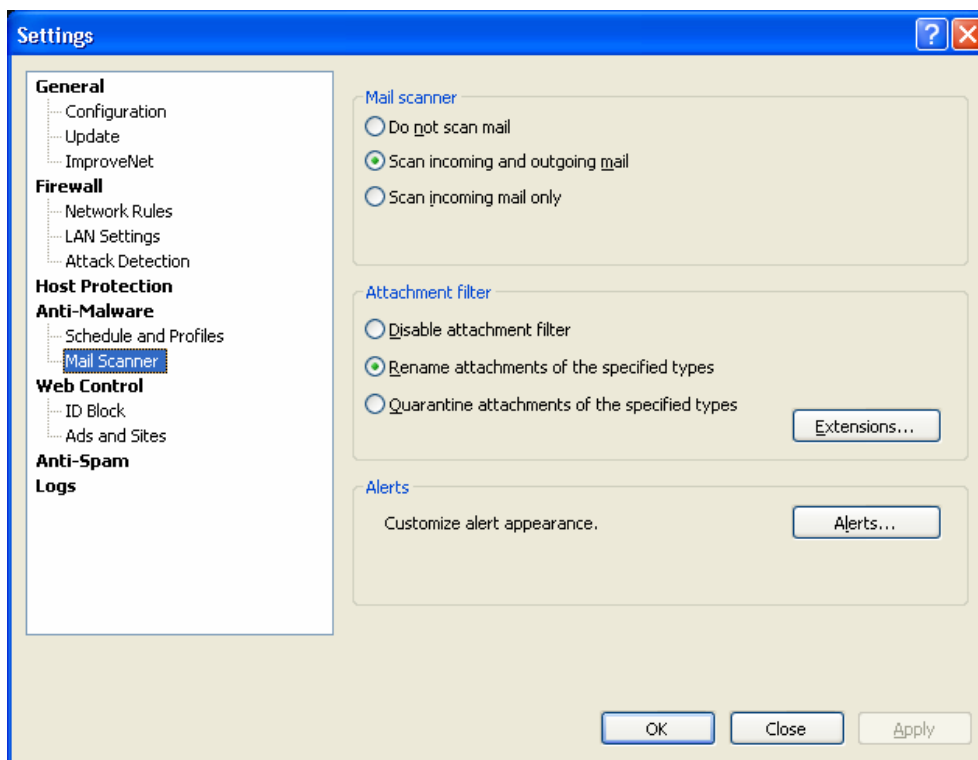 Settings
General
Configuration
Update
ImproveNet
Firewall
Network Rules
LAN Settings
Attack Detection
Host Protection
Anti-Malware
Schedule and Profiles
Mail Scanner
Web Control
ID Block
Ads and Sites
Anti-Spam
Logs
Mail scanner
Do not scan mail
Scan incoming and outgoing mail
Scan incoming mail only
Attachment filter
Disable attachment filter
Rename attachments of the specified types
Quarantine attachments of the specified types
Extensions...
Alerts
Customize alert appearance.
Alerts...
OK
Close
Apply